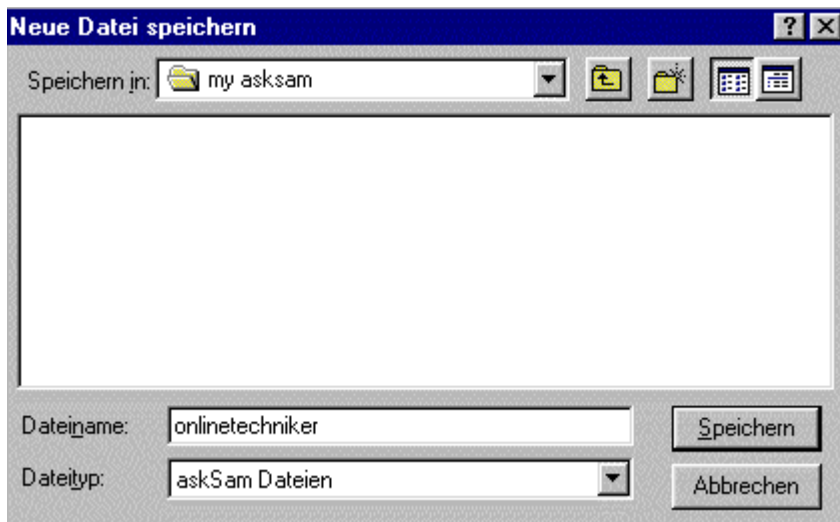 Neue Datei speichern
Speichern in: my asksam
Dateiname: onlinetechniker Speichern
Dateityp: askSam Dateien Abbrechen